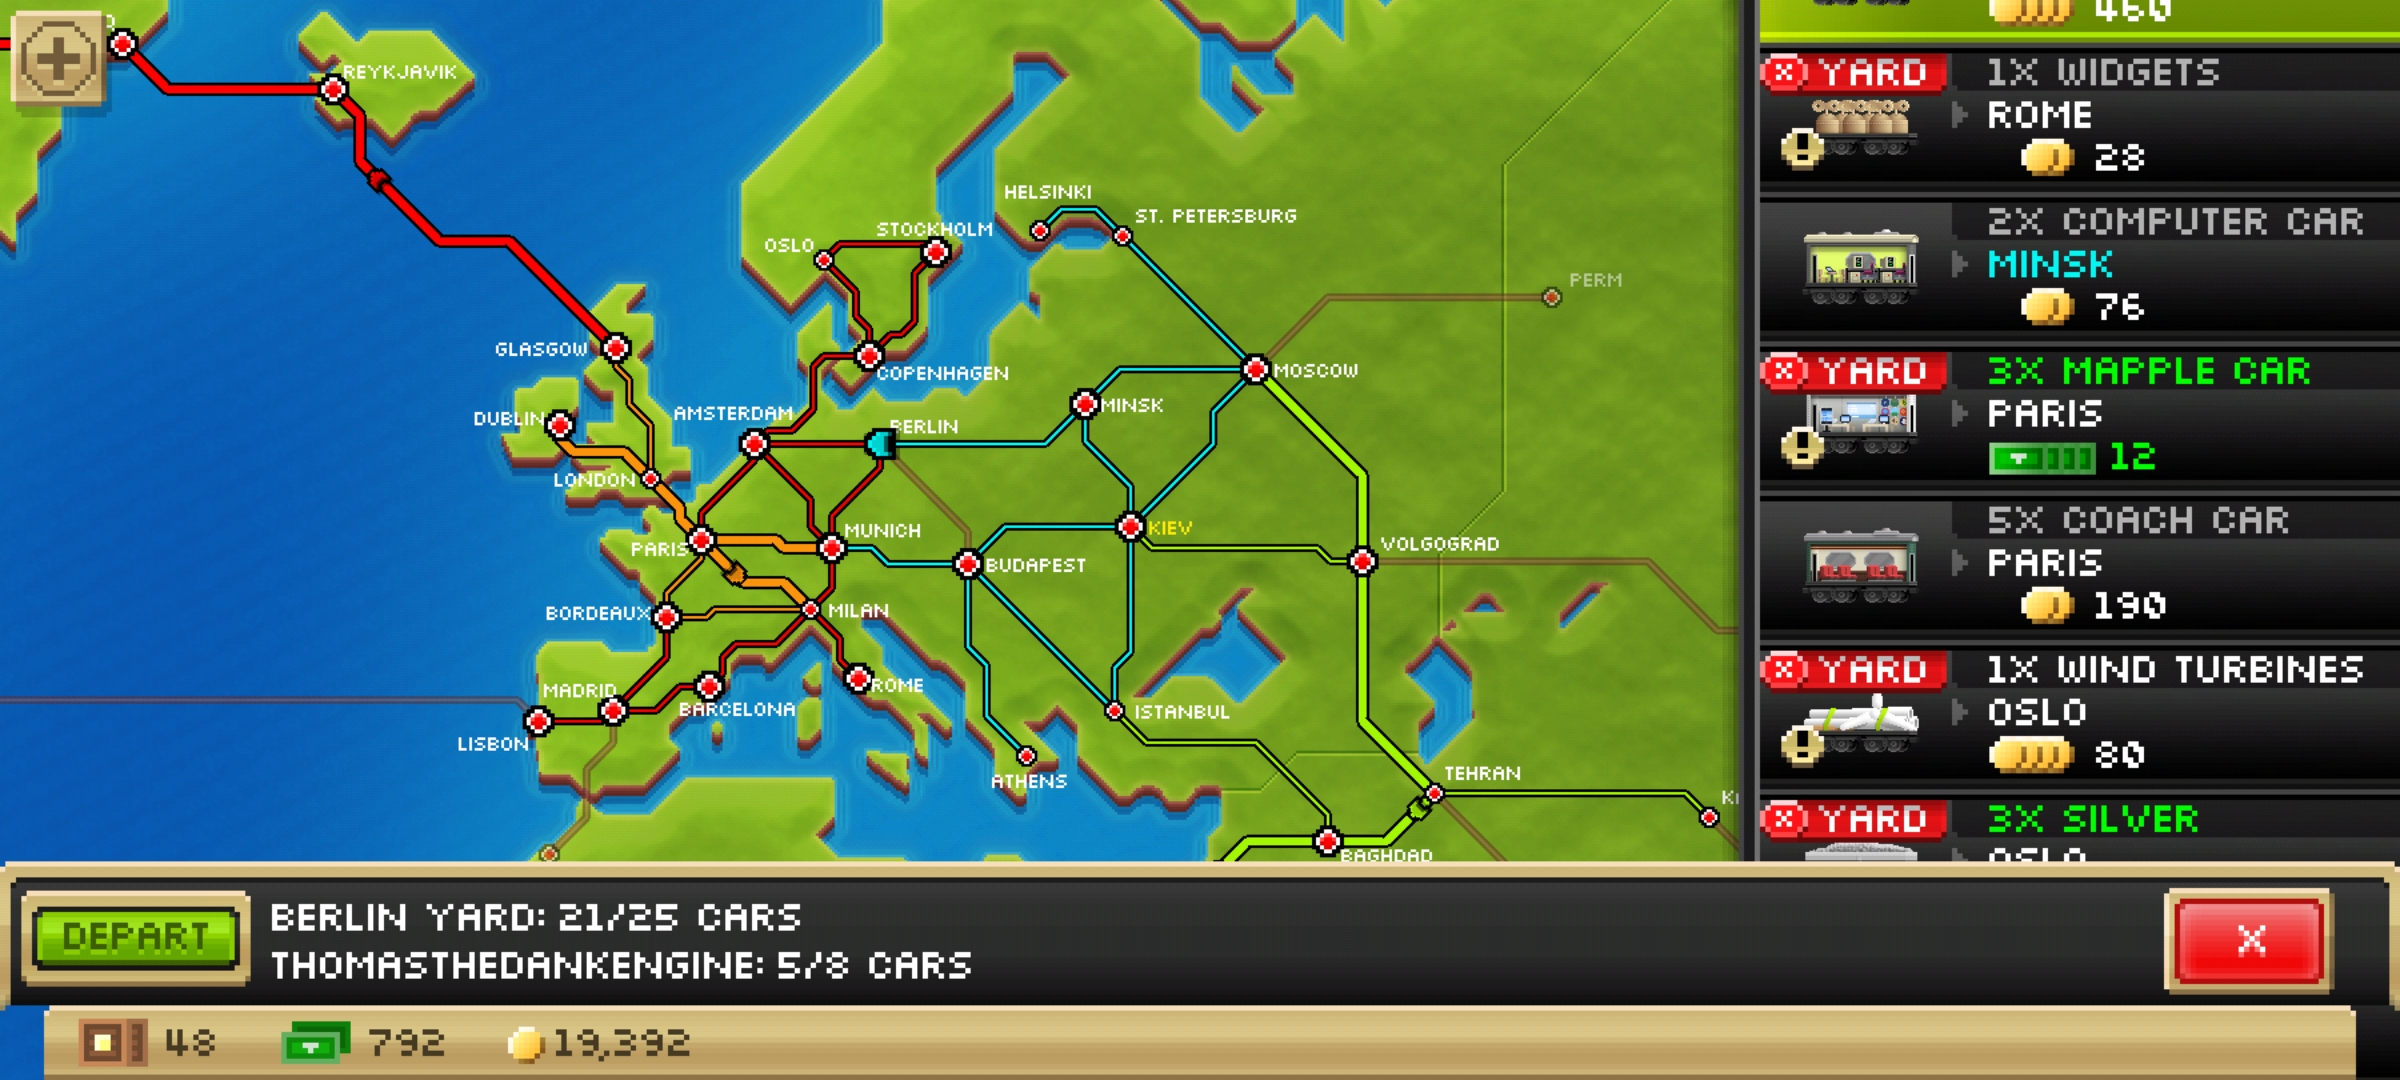 REYKJAVIK
HELSINKI
ST. PETERSBURG
STOCKHOLM
OSLO
PERM
GLASGOW
MOSCOW
COPENHAGEN
MINSK
AMSTERDAM
DUBLIN
BERLIN
LONDON
KIEV
MUNICH
VOLGOGRAD
PARIS
BUDAPEST
BORDEAUX
MILAN
ROME
MADRID
BARCELONA
ISTANBUL
LISBON
ATHENS
TEHRAN
BAGHDAD
460
YARD
1X WIDGETS
ROME
28
2X COMPUTER CAR
MINSK
76
YARD
3X MAPPLE CAR
PARIS
12
5X COACH CAR
PARIS
190
YARD
1X WIND TURBINES
OSLO
80
YARD
3X SILVER
OSLO
DEPART
BERLIN YARD: 21/25 CARS
THOMASTHEDANKENGINE: 5/8 CARS
X
48
792
19,392